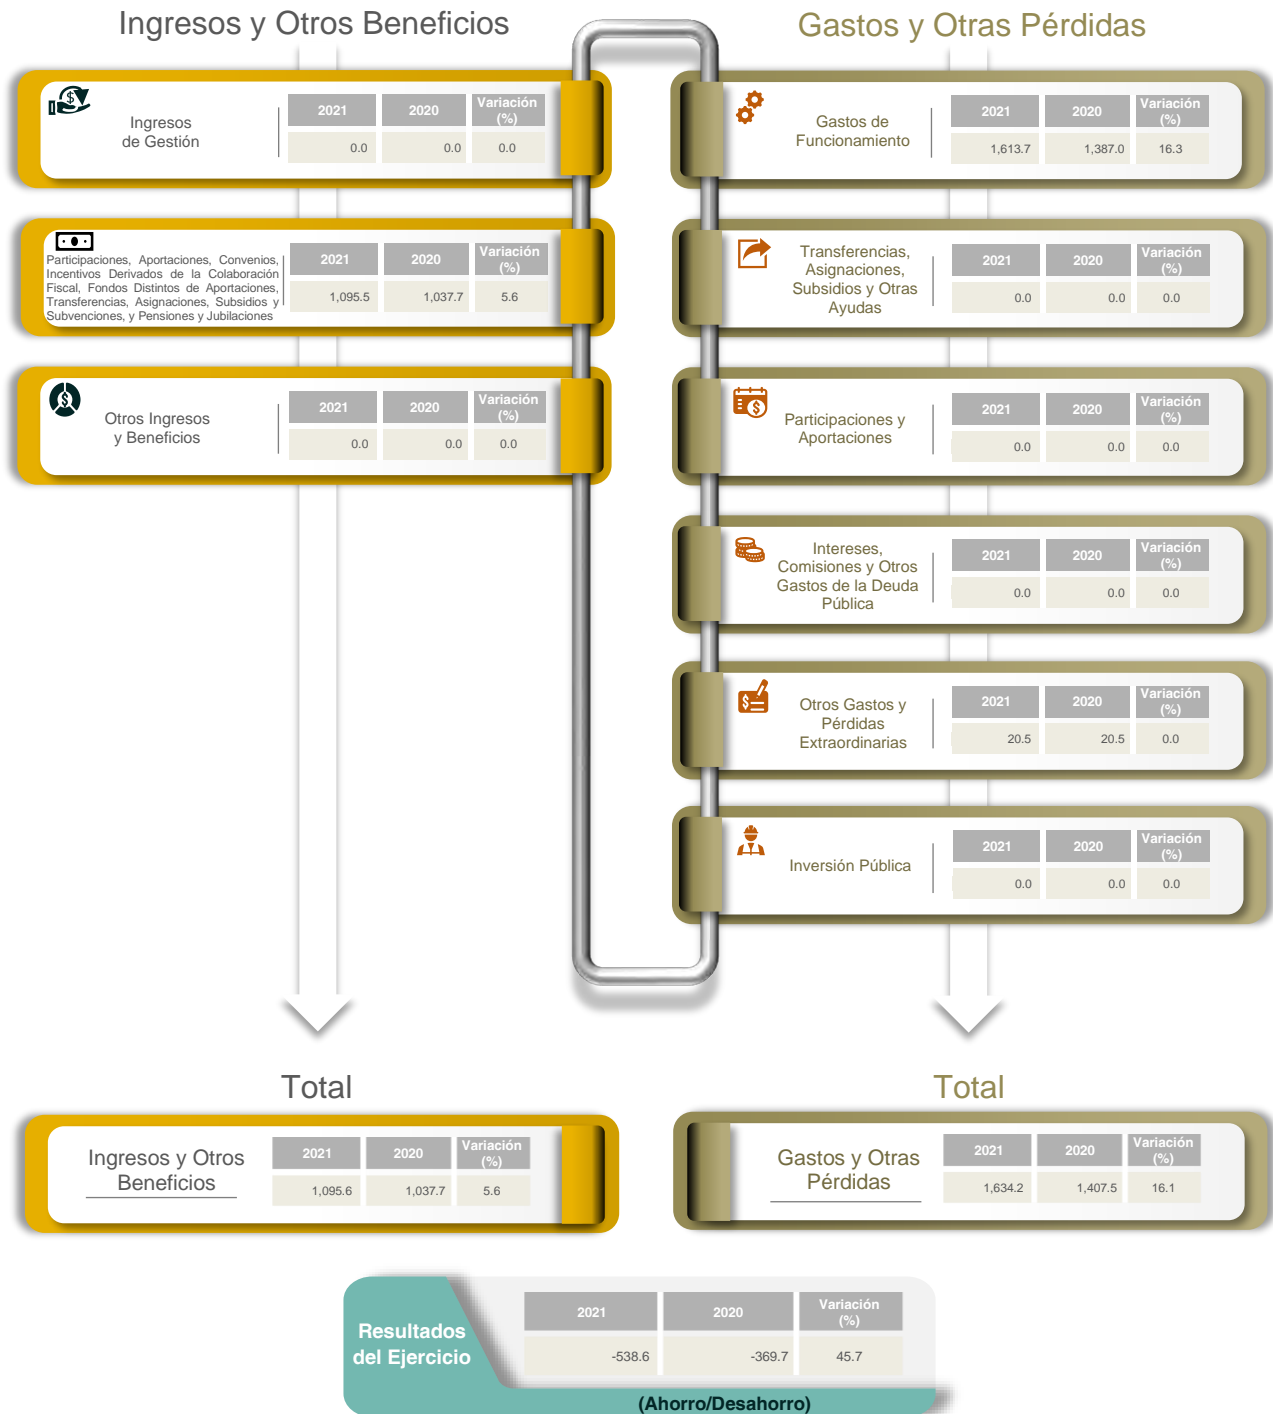 Ingresos y Otros Beneficios
Ingresos
de Gestión
2021 2020 Variación (%)
0.0 0.0 0.0
Participaciones, Aportaciones, Convenios,
Incentivos Derivados de la Colaboración
Fiscal, Fondos Distintos de Aportaciones,
Transferencias, Asignaciones, Subsidios y
Subvenciones, y Pensiones y Jubilaciones
2021 2020 Variación (%)
1,095.5 1,037.7 5.6
Otros Ingresos
y Beneficios
2021 2020 Variación (%)
0.0 0.0 0.0
Gastos y Otras Pérdidas
Gastos de
Funcionamiento
2021 2020 Variación (%)
1,613.7 1,387.0 16.3
Transferencias,
Asignaciones,
Subsidios y Otras
Ayudas
2021 2020 Variación (%)
0.0 0.0 0.0
Participaciones y
Aportaciones
2021 2020 Variación (%)
0.0 0.0 0.0
Intereses,
Comisiones y Otros
Gastos de la Deuda
Pública
2021 2020 Variación (%)
0.0 0.0 0.0
Otros Gastos y
Pérdidas
Extraordinarias
2021 2020 Variación (%)
20.5 20.5 0.0
Inversión Pública
2021 2020 Variación (%)
0.0 0.0 0.0
Total
Ingresos y Otros
Beneficios
2021 2020 Variación (%)
1,095.6 1,037.7 5.6
Total
Gastos y Otras
Pérdidas
2021 2020 Variación (%)
1,634.2 1,407.5 16.1
Resultados
del Ejercicio
2021 2020 Variación (%)
-538.6 -369.7 45.7
(Ahorro/Desahorro)